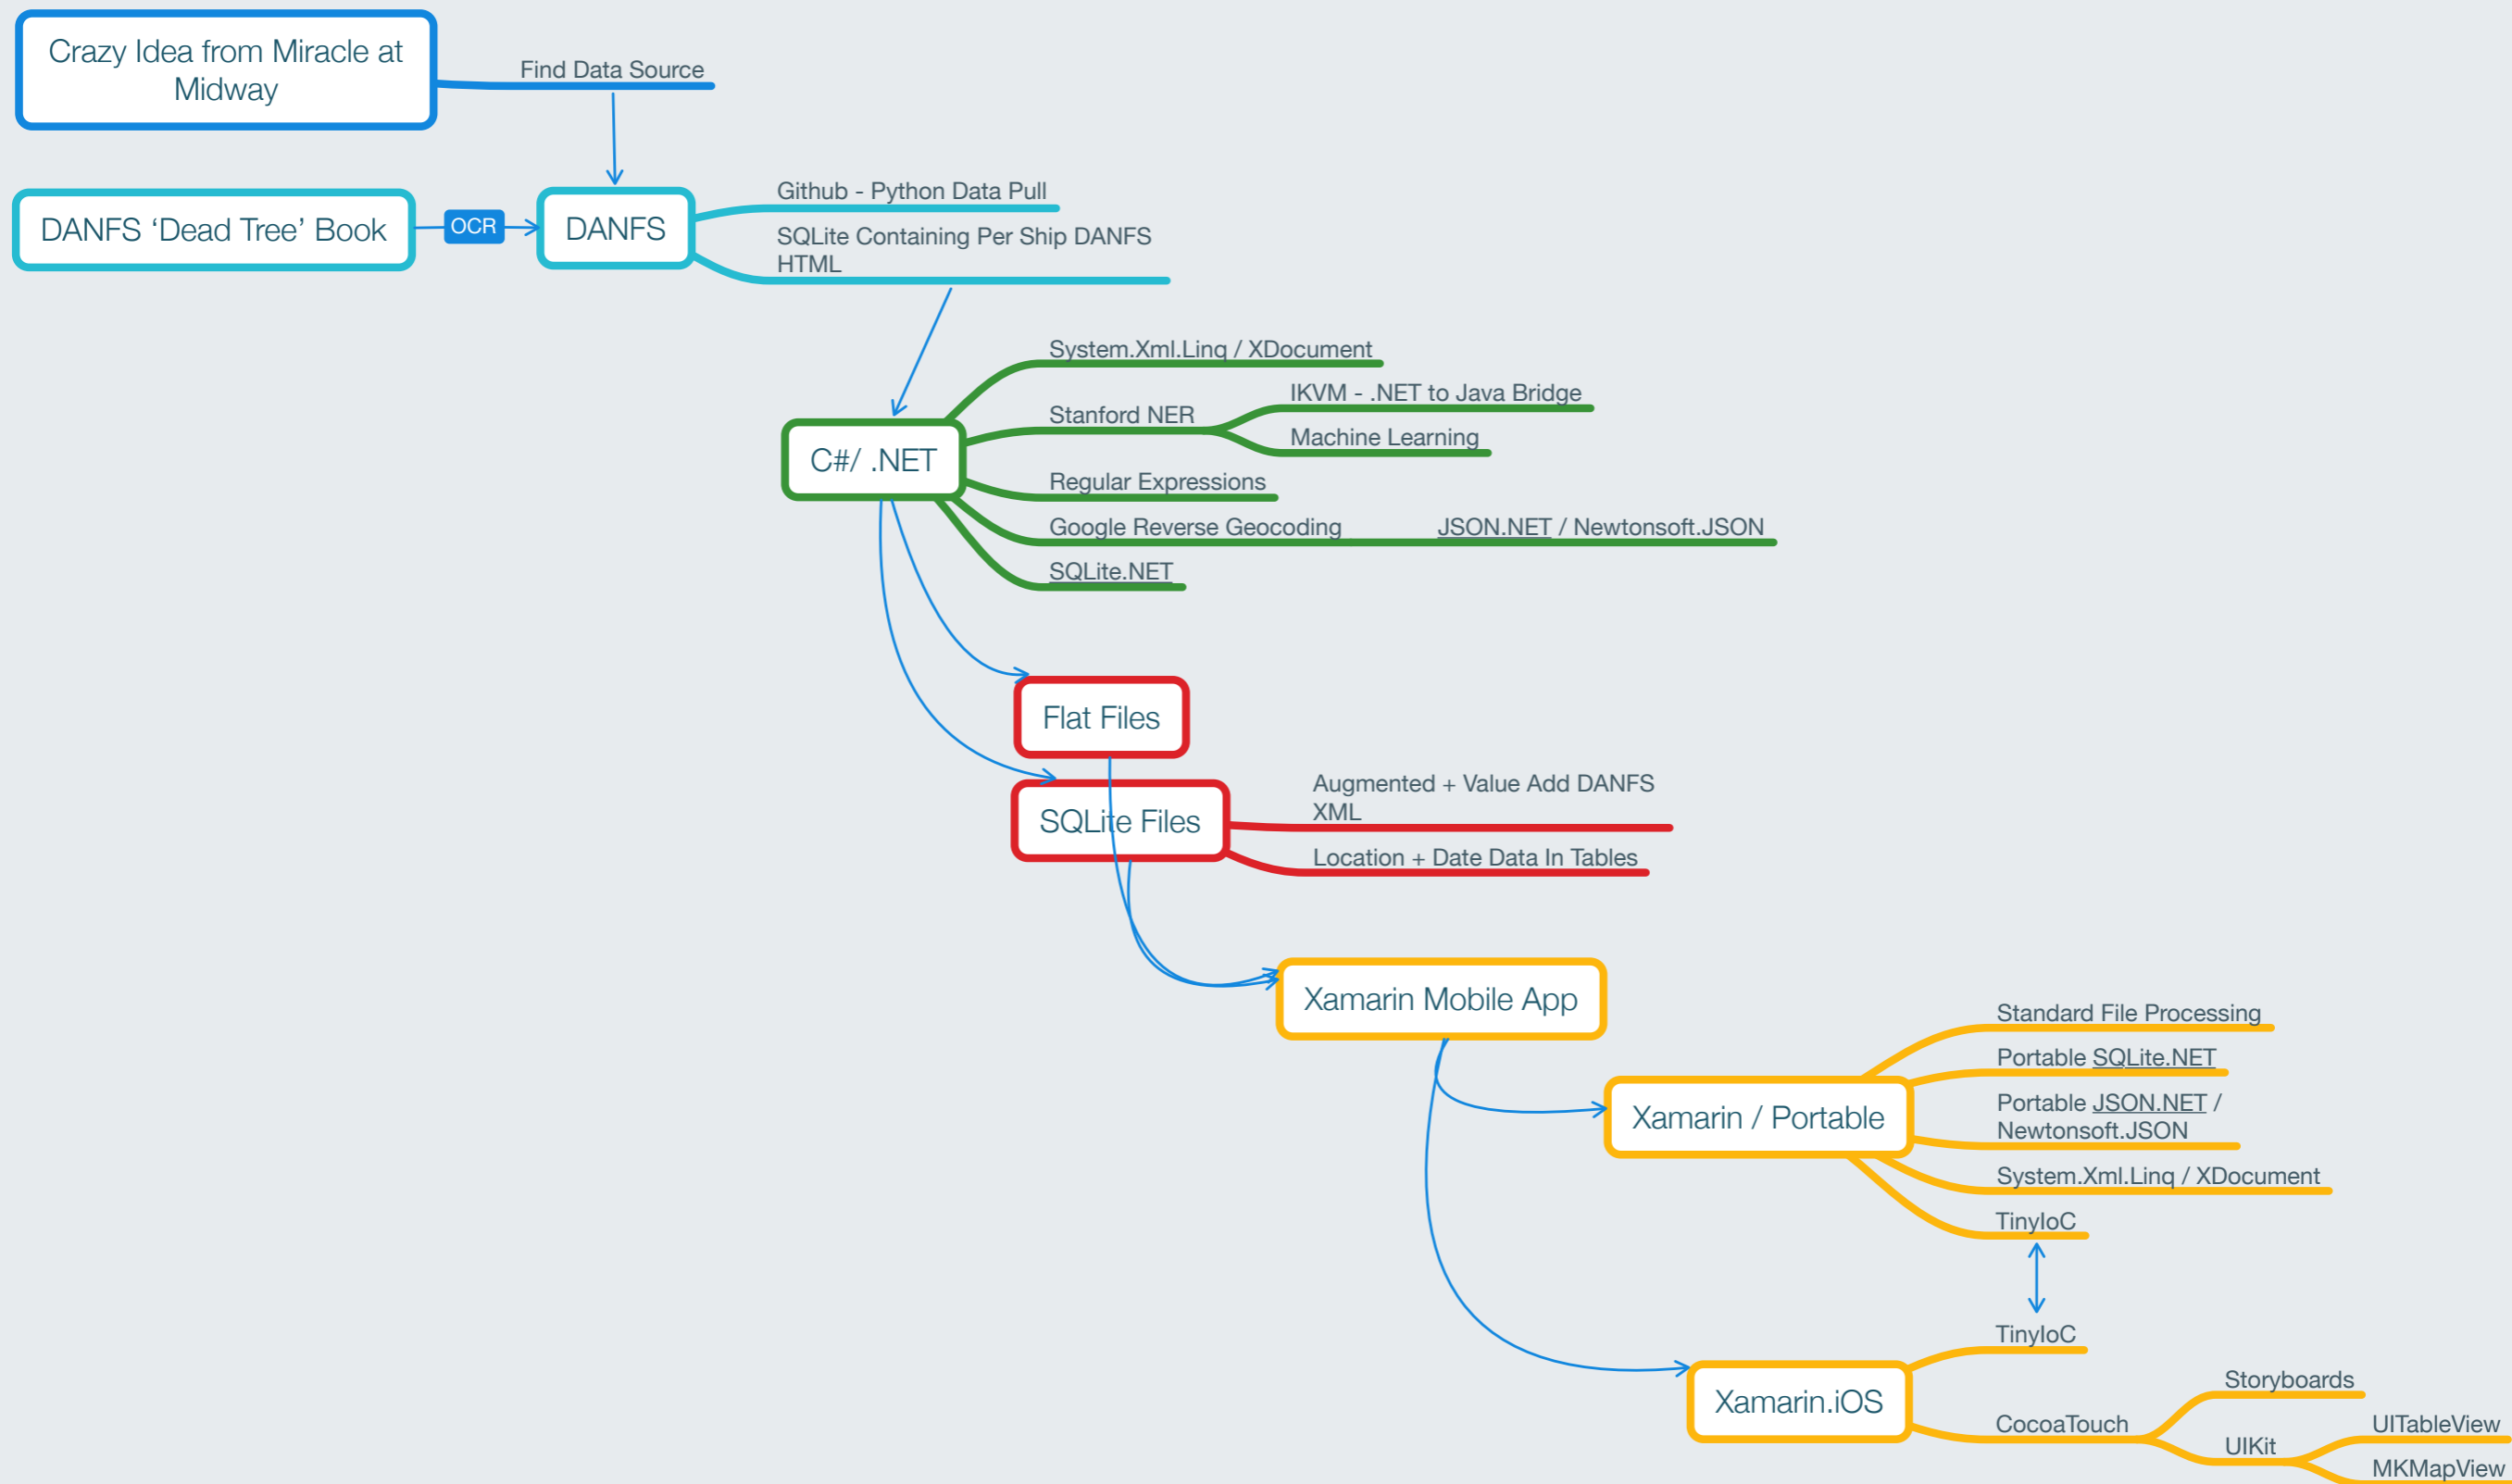 Crazy Idea from Miracle at
Midway
Find Data Source
DANFS ‘Dead Tree’ Book
OCR
DANFS
Github - Python Data Pull
SQLite Containing Per Ship DANFS
HTML
C#/ .NET
System.Xml.Linq / XDocument
Stanford NER
IKVM - .NET to Java Bridge
Machine Learning
Regular Expressions
Google Reverse Geocoding
JSON.NET / Newtonsoft.JSON
SQLite.NET
Flat Files
SQLite Files
Augmented + Value Add DANFS
XML
Location + Date Data In Tables
Xamarin Mobile App
Xamarin / Portable
Standard File Processing
Portable SQLite.NET
Portable JSON.NET /
Newtonsoft.JSON
System.Xml.Linq / XDocument
TinyIoC
TinyIoC
Xamarin.iOS
CocoaTouch
Storyboards
UIKit
UITableView
MKMapView